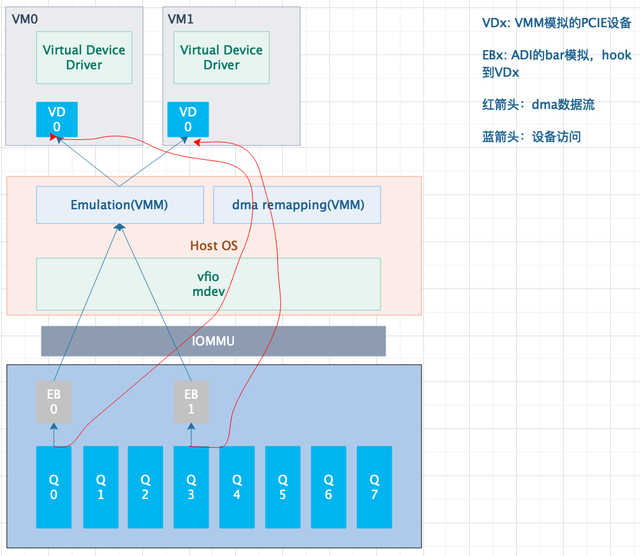 VM0
VM1
Virtual Device
Driver
Virtual Device
Driver
VD
0
VD
0
VDx: VMM模拟的PCIE设备
EBx: ADI的bar模拟，hook
到VDx
红箭头：dma数据流
蓝箭头：设备访问
Emulation(VMM)
dma remapping(VMM)
Host OS
vfio
mdev
IOMMU
EB
0
EB
1
Q
0
Q
1
Q
2
Q
3
Q
4
Q
5
Q
6
Q
7